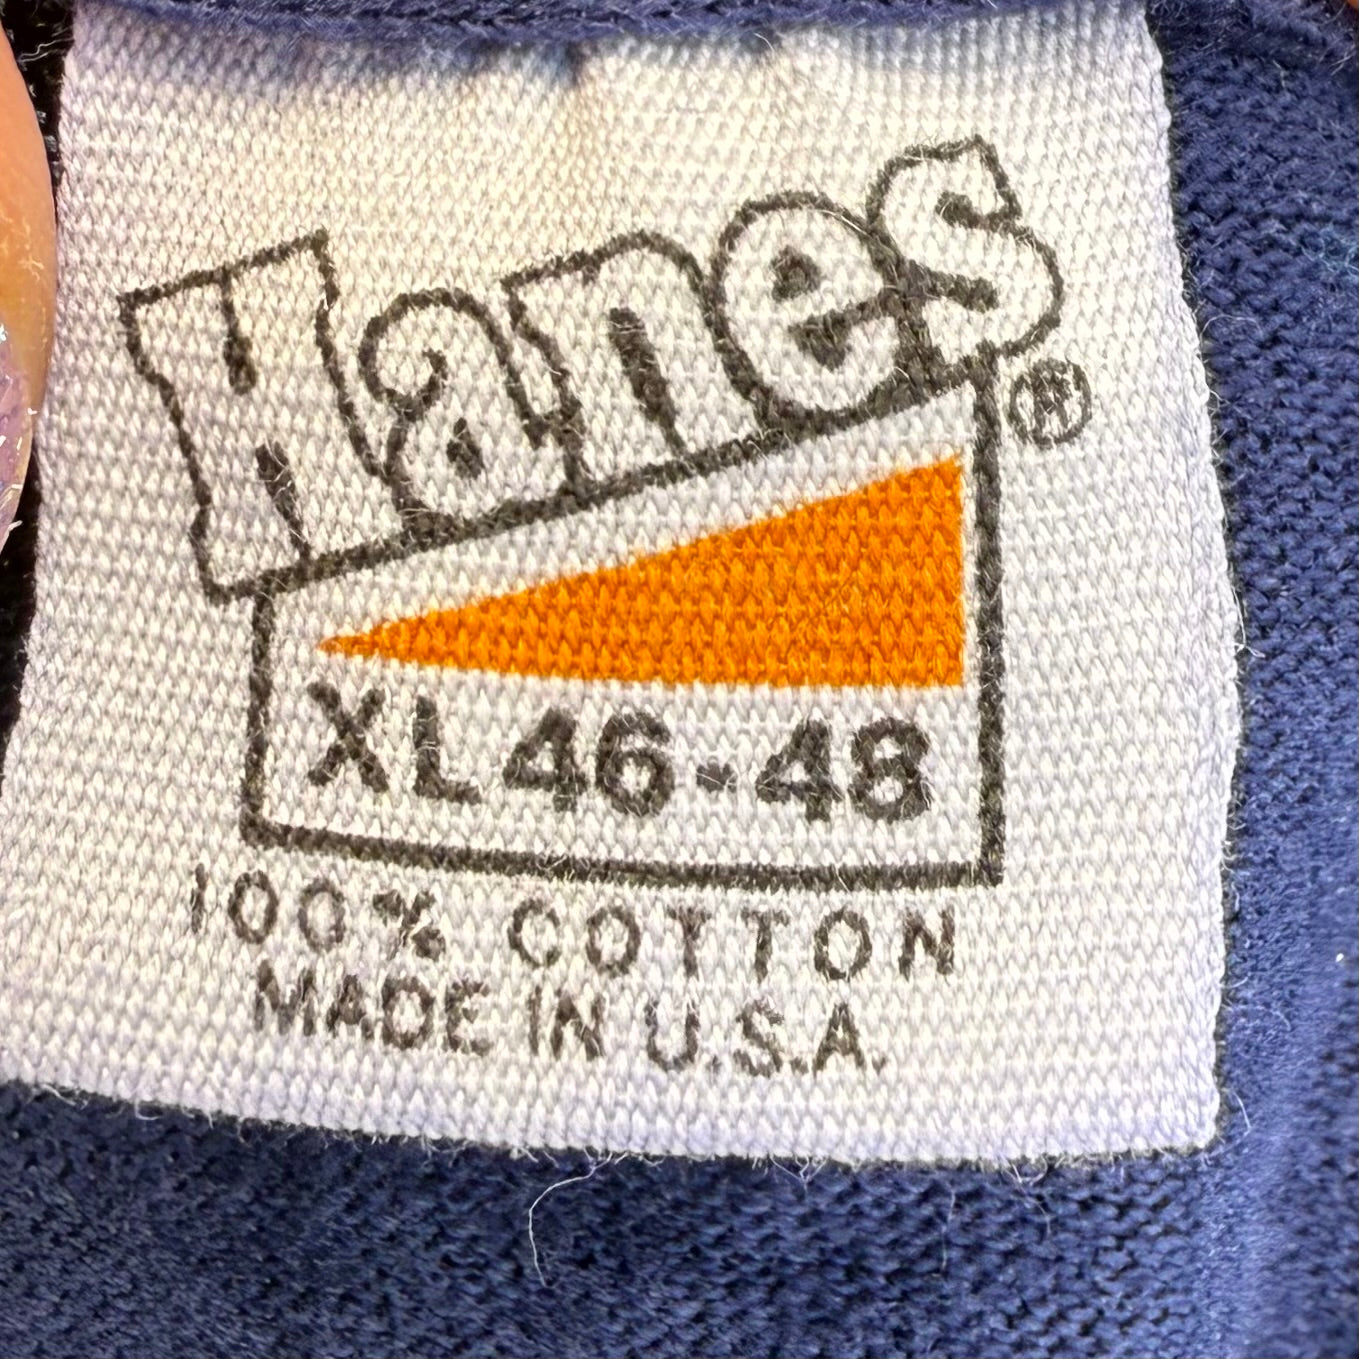 Hanes®
XL 46-48
100% COTTON
MADE IN U.S.A.